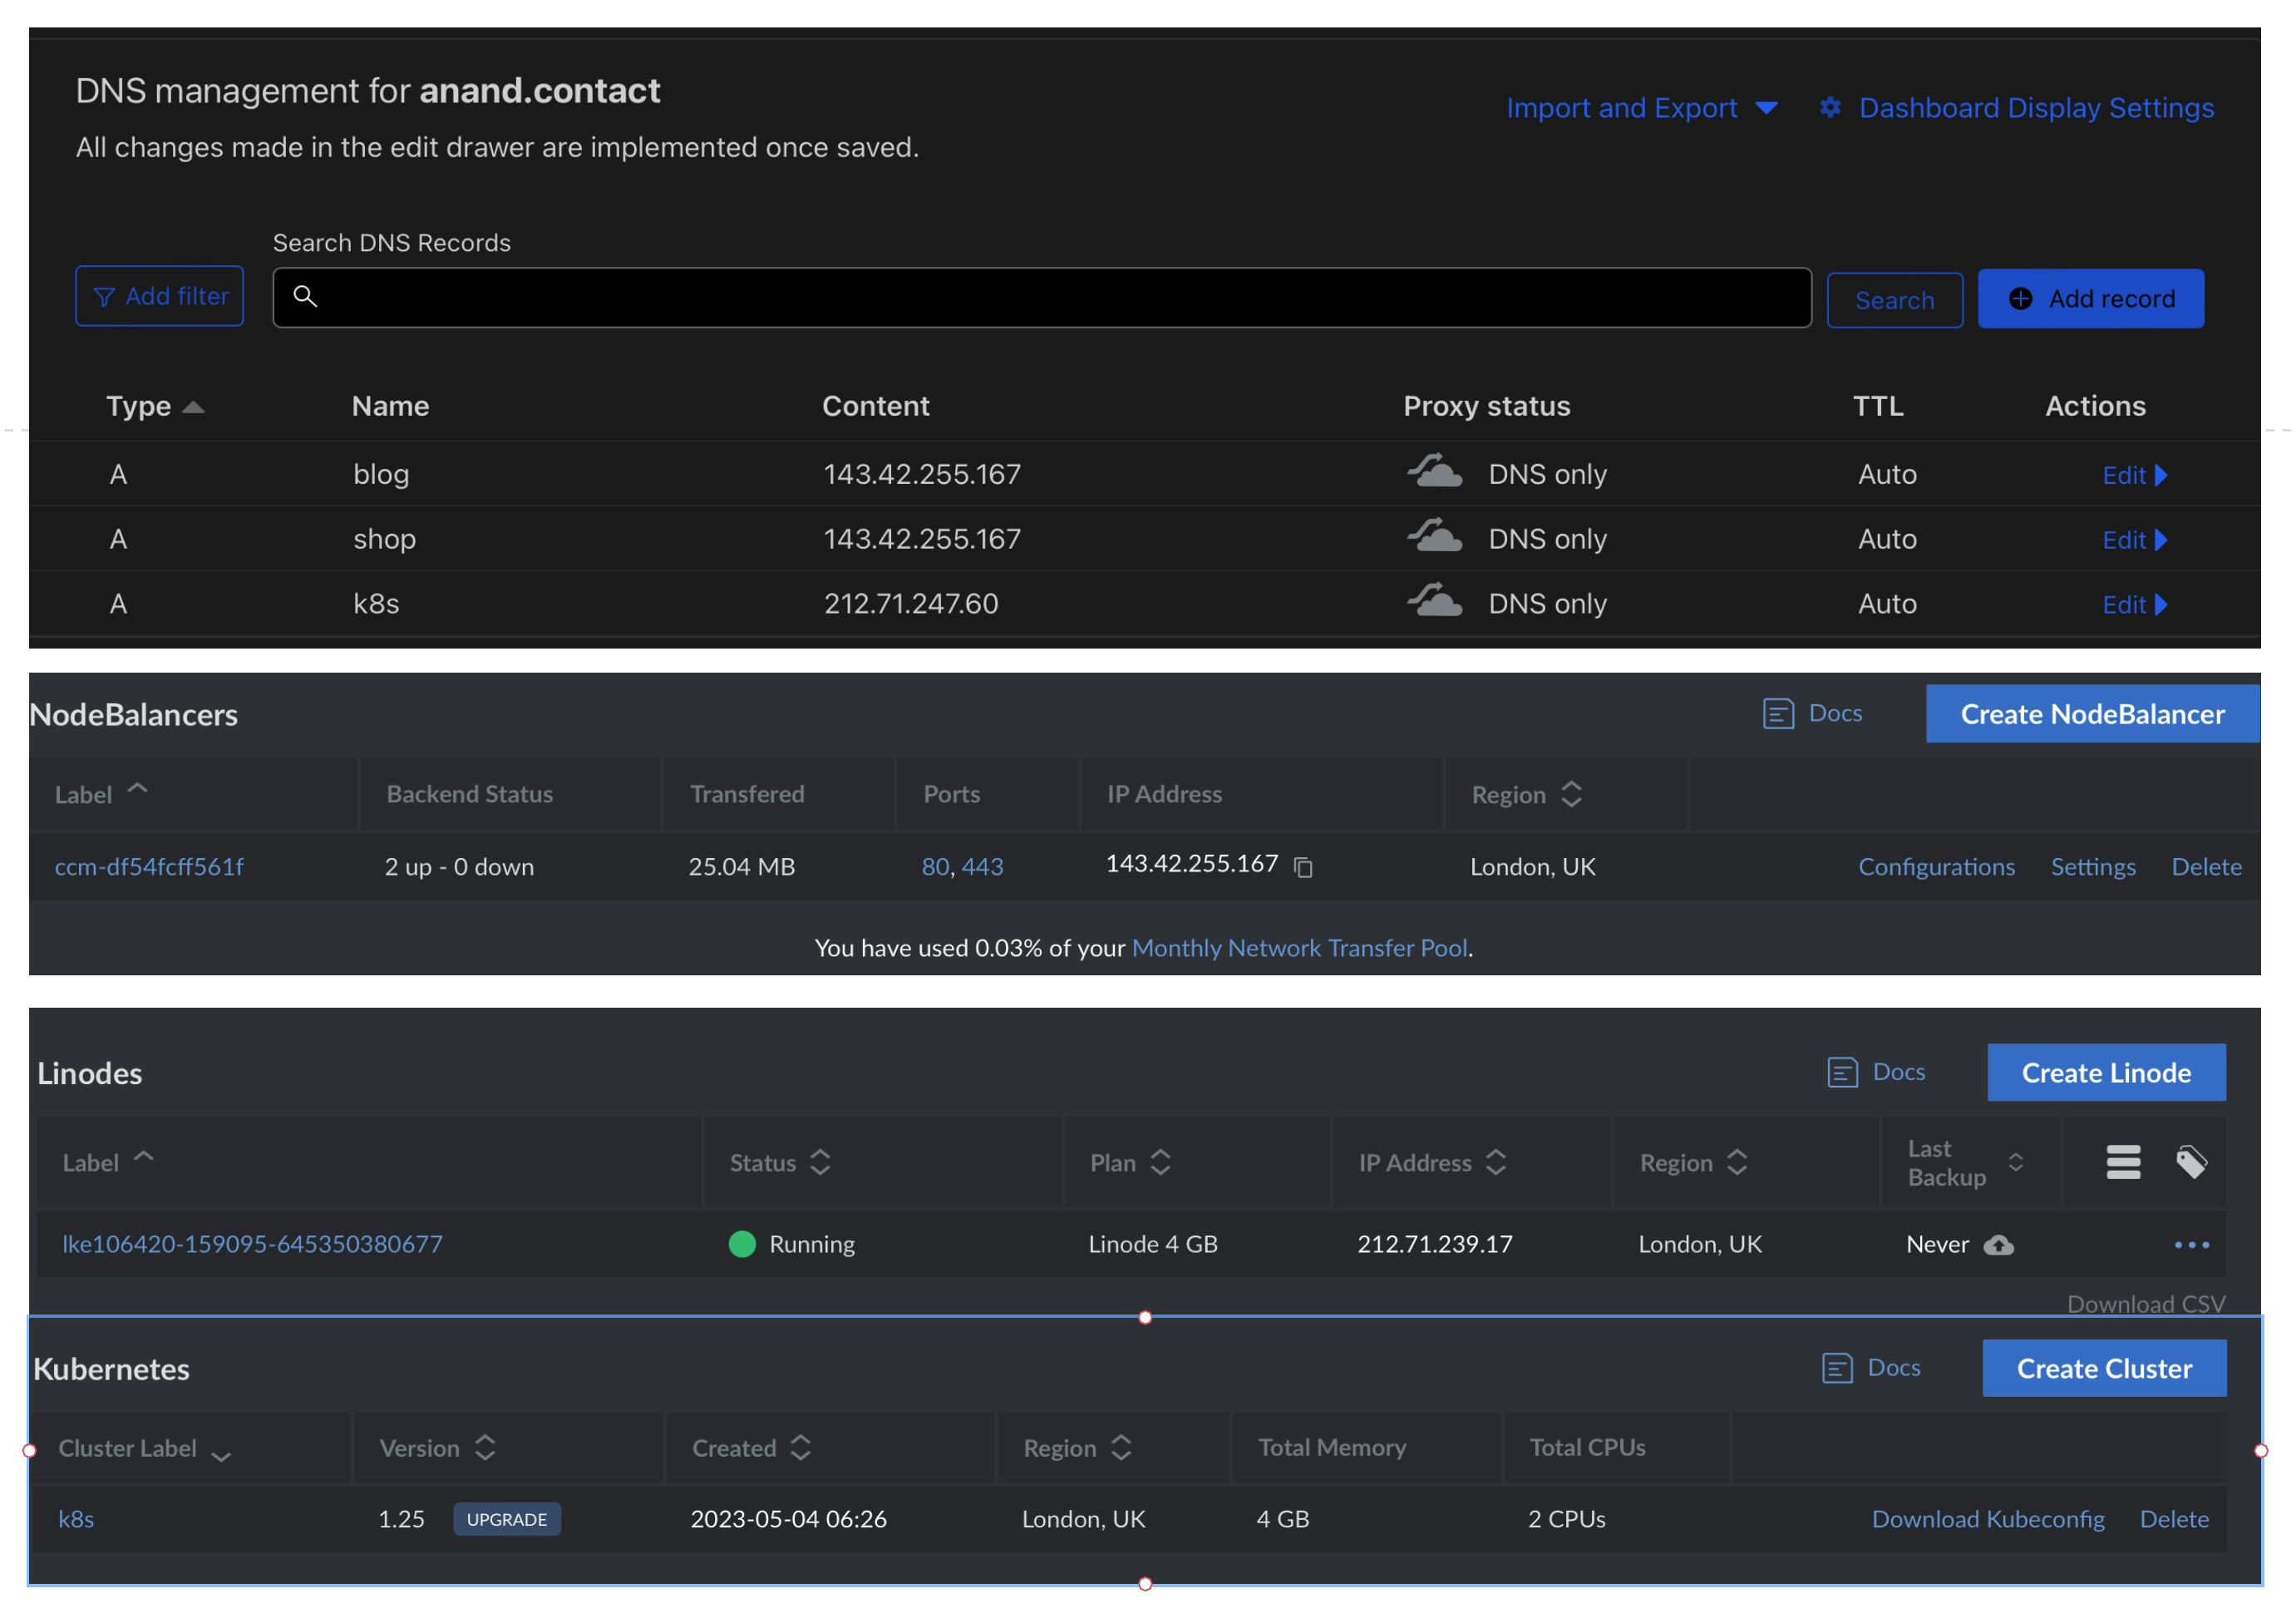 DNS management for anand.contact
Import and Export
Dashboard Display Settings
All changes made in the edit drawer are implemented once saved.
Search DNS Records
Add filter
Search
Add record
Type Name Content Proxy status TTL Actions
A blog 143.42.255.167 DNS only Auto Edit
A shop 143.42.255.167 DNS only Auto Edit
A k8s 212.71.247.60 DNS only Auto Edit
NodeBalancers Docs Create NodeBalancer
Label Backend Status Transfered Ports IP Address Region
ccm-df54fcff561f 2 up - 0 down 25.04 MB 80, 443 143.42.255.167 London, UK Configurations Settings Delete
You have used 0.03% of your Monthly Network Transfer Pool.
Linodes Docs Create Linode
Label Status Plan IP Address Region Last Backup
lke106420-159095-645350380677 Running Linode 4 GB 212.71.239.17 London, UK Never
Download CSV
Kubernetes Docs Create Cluster
Cluster Label Version Created Region Total Memory Total CPUs
k8s 1.25 UPGRADE 2023-05-04 06:26 London, UK 4 GB 2 CPUs Download Kubeconfig Delete